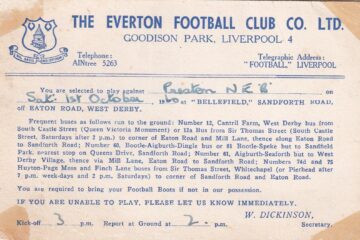 THE EVERTON FOOTBALL CLUB CO. LTD.
GOODISON PARK, LIVERPOOL 4
Telephone:
AINtree 5263
Telegraphic Address:
"FOOTBALL," LIVERPOOL
You are selected to play against Preston N.E. 'B'
on Sat. 1st October, 1960 at "BELLEFIELD," SANDFORTH ROAD,
off EATON ROAD, WEST DERBY.
Frequent buses as follows run to the ground: Number 12, Cantril Farm, West Derby bus from
South Castle Street (Queen Victoria Monument) or 12a Bus from Sir Thomas Street (South Castle Street,
Saturdays after 2 p.m.) to corner of Eaton Road and Mill Lane, thence along Eaton Road
to Sandforth Road; Number 60, Bootle-Aigburth-Dingle bus or 81 Bootle-Speke bus to Sandfield
Park, nearest stop on Queens Drive, Sandforth Road; Number 61, Aigburth-Seaforth bus to West
Derby Village, thence via Mill Lane, Eaton Road to Sandforth Road; Numbers 74d and 75
Huyton-Page Moss and Finch Lane buses from Sir Thomas Street, Whitechapel (or Pierhead after
7 p.m. week-days and 2 p.m. Saturdays) to corner of Sandforth Road and Eaton Road.
You are required to bring your Football Boots if not in our possession.
IF YOU ARE UNABLE TO PLAY, PLEASE LET US KNOW IMMEDIATELY.
W. DICKINSON,
Kick-off 3 p.m. Report at Ground at 2. p.m. Secretary.